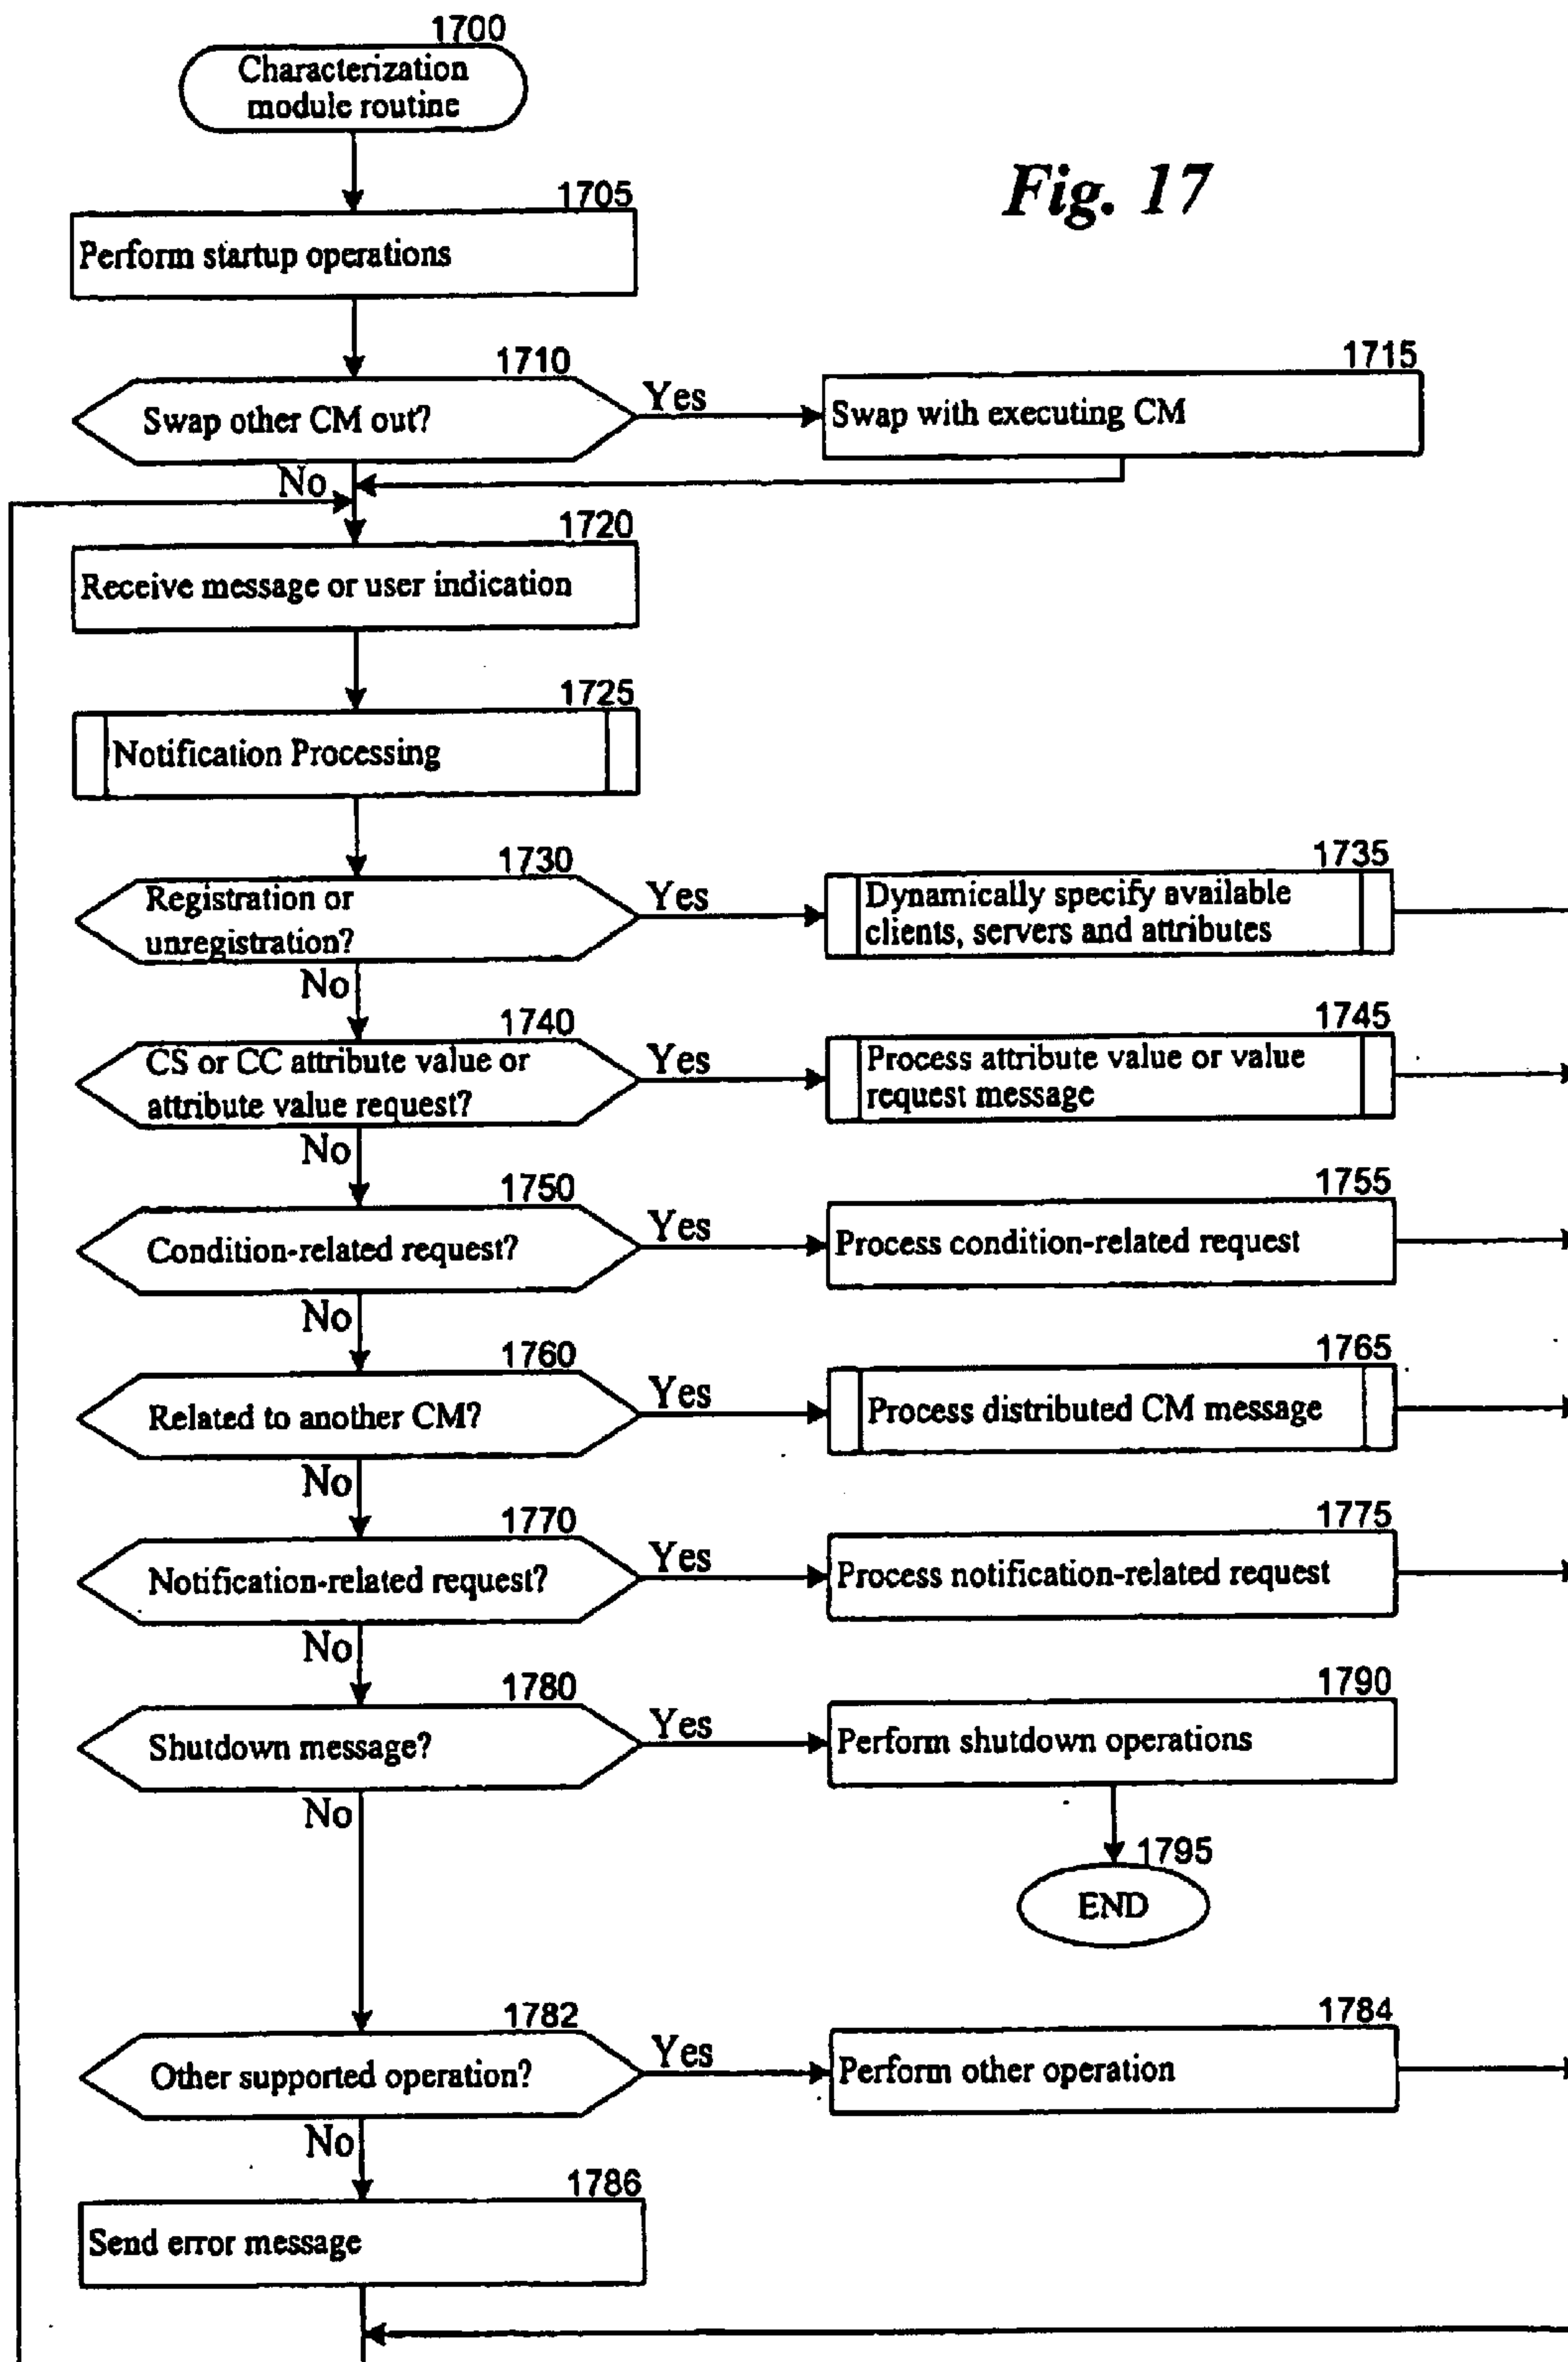 1700
Characterization
module routine
Fig. 17
1705
Perform startup operations
1710
Swap other CM out?
Yes
1715
Swap with executing CM
No
1720
Receive message or user indication
1725
Notification Processing
1730
Registration or
unregistration?
Yes
1735
Dynamically specify available
clients, servers and attributes
No
1740
CS or CC attribute value or
attribute value request?
Yes
1745
Process attribute value or value
request message
No
1750
Condition-related request?
Yes
1755
Process condition-related request
No
1760
Related to another CM?
Yes
1765
Process distributed CM message
No
1770
Notification-related request?
Yes
1775
Process notification-related request
No
1780
Shutdown message?
Yes
1790
Perform shutdown operations
No
1795
END
1782
Other supported operation?
Yes
1784
Perform other operation
No
1786
Send error message